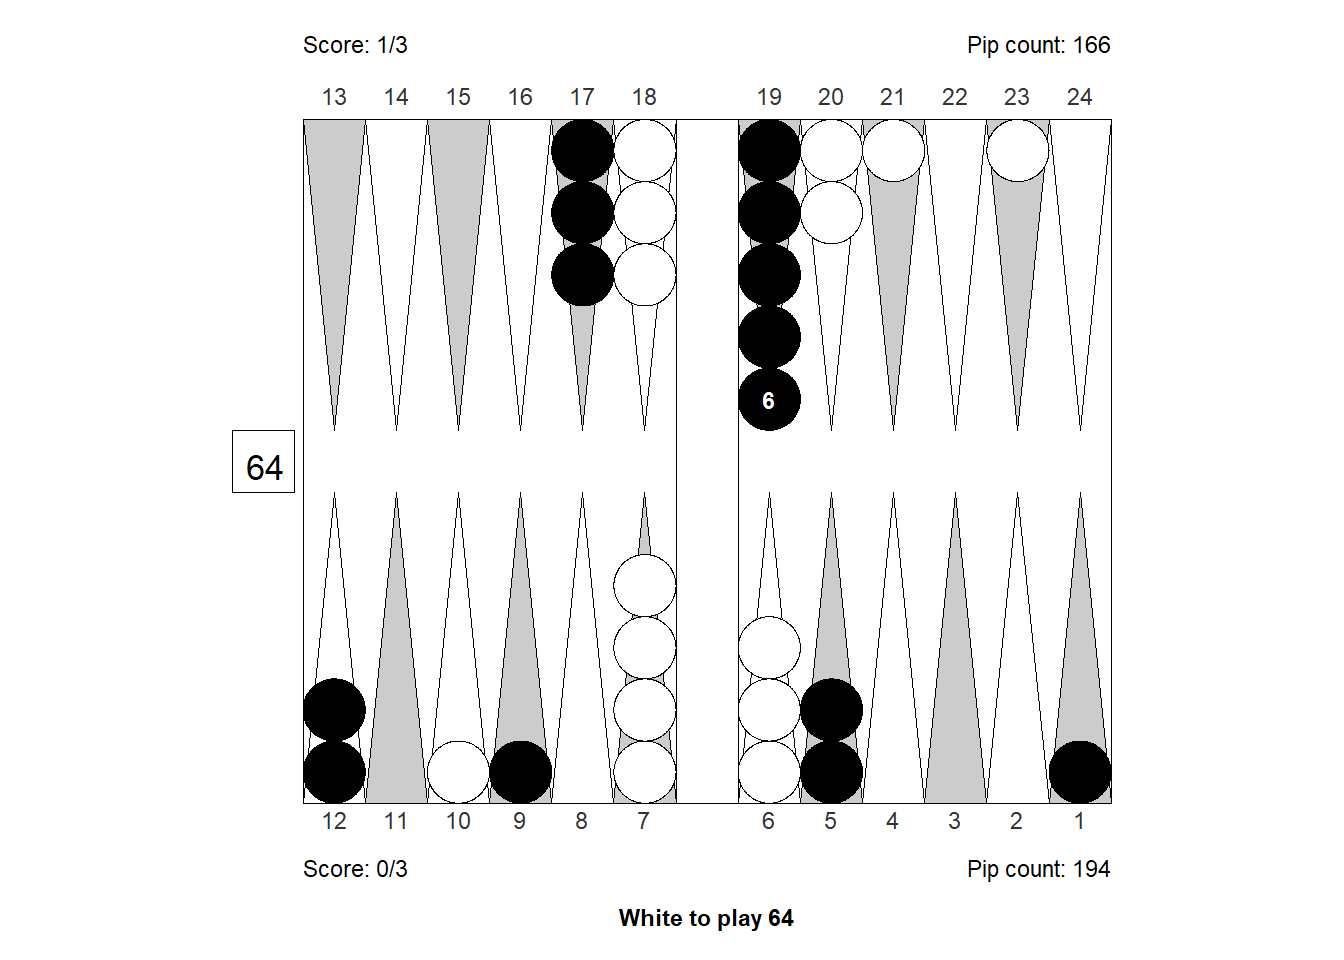 Score: 1/3 Pip count: 166
13 14 15 16 17 18 19 20 21 22 23 24
6
64
12 11 10 9 8 7 6 5 4 3 2 1
Score: 0/3 Pip count: 194
White to play 64